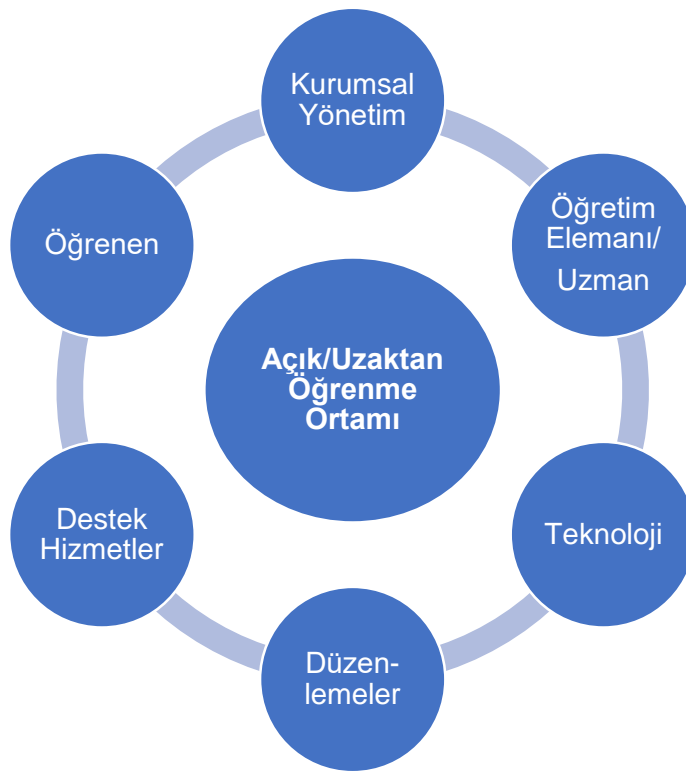 Kurumsal
Yönetim
Öğretim
Elemanı/
Uzman
Öğrenen
Açık/Uzaktan
Öğrenme
Ortamı
Destek
Hizmetler
Teknoloji
Düzen-
lemeler